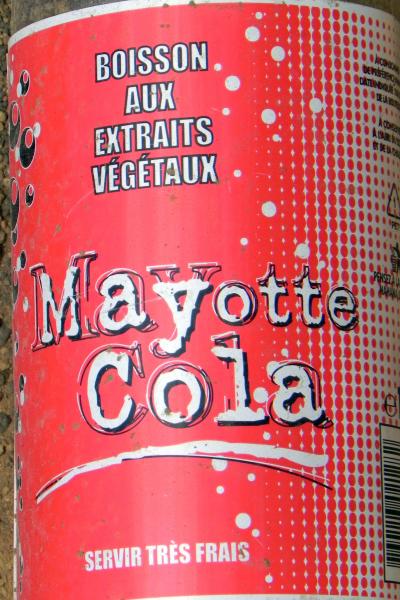 BOISSON
AUX
EXTRAITS
VÉGÉTAUX
Mayotte
Cola
SERVIR TRÈS FRAIS